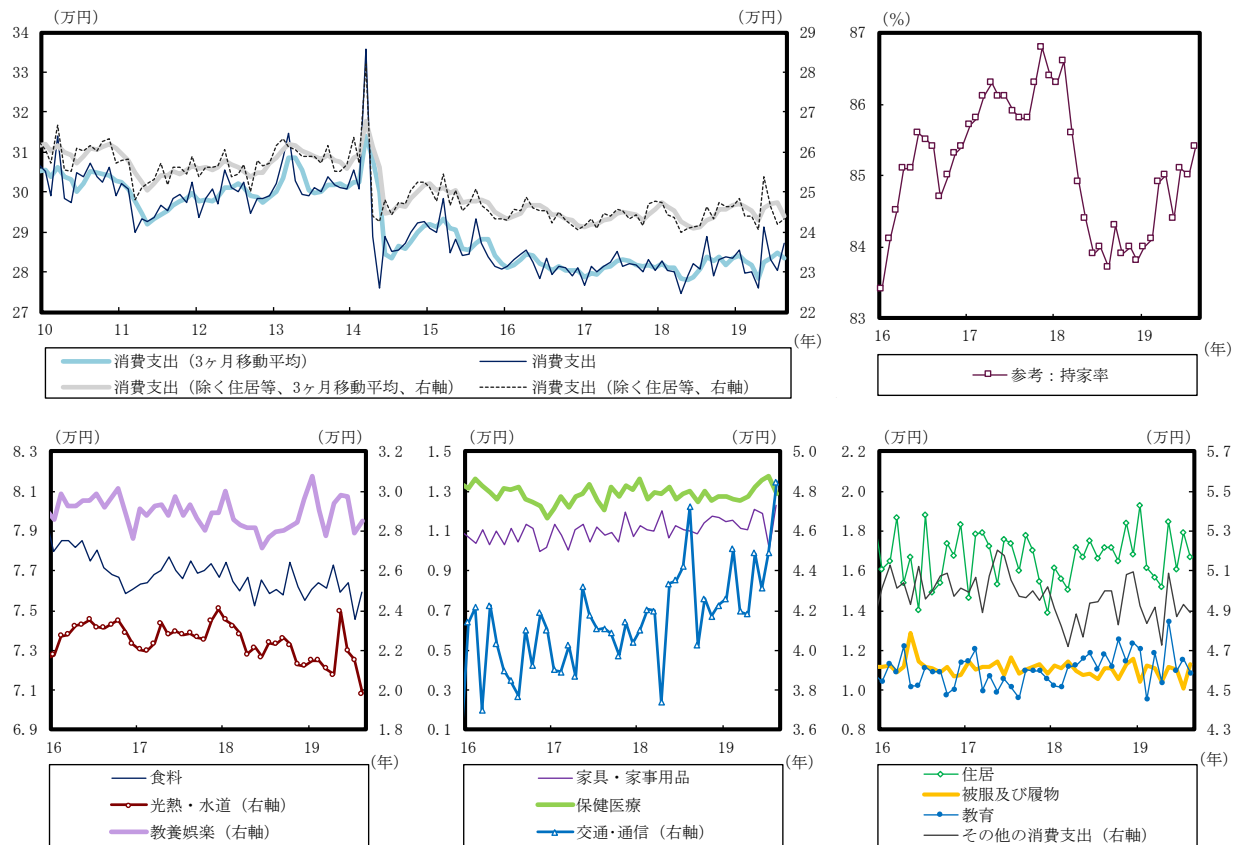 (万円)
(万円)
34
33
32
31
30
29
28
27
29
28
27
26
25
24
23
22
10 11 12 13 14 15 16 17 18 19
(年)
消費支出（3ヶ月移動平均）
消費支出
消費支出（除く住居等、3ヶ月移動平均、右軸）
消費支出（除く住居等、右軸）
(%)
87
86
85
84
83
16 17 18 19
(年)
参考：持家率
(万円)
(万円)
8.3
8.1
7.9
7.7
7.5
7.3
7.1
6.9
3.2
3.0
2.8
2.6
2.4
2.2
2.0
1.8
16 17 18 19
(年)
食料
光熱・水道（右軸）
教養娯楽（右軸）
(万円)
(万円)
1.5
1.3
1.1
0.9
0.7
0.5
0.3
0.1
5.0
4.8
4.6
4.4
4.2
4.0
3.8
3.6
16 17 18 19
(年)
家具・家事用品
保健医療
交通・通信（右軸）
(万円)
(万円)
2.2
2.0
1.8
1.6
1.4
1.2
1.0
0.8
5.7
5.5
5.3
5.1
4.9
4.7
4.5
4.3
16 17 18 19
(年)
住居
被服及び履物
教育
その他の消費支出（右軸）